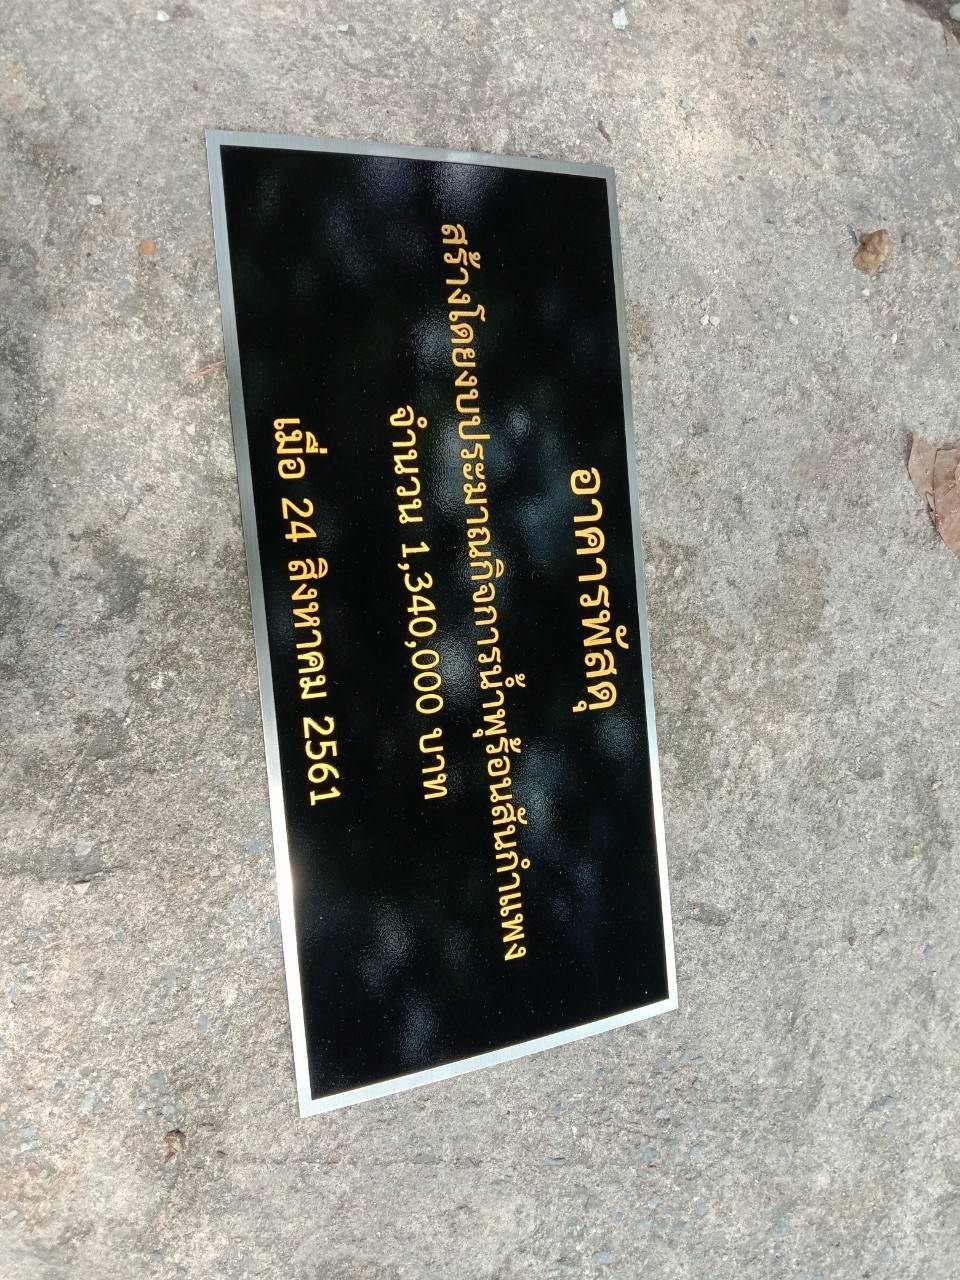 อาคารพัสดุ
สร้างโดยงบประมาณกิจการน้ำพุร้อนสันกำแพง
จำนวน 1,340,000 บาท
เมื่อ 24 สิงหาคม 2561